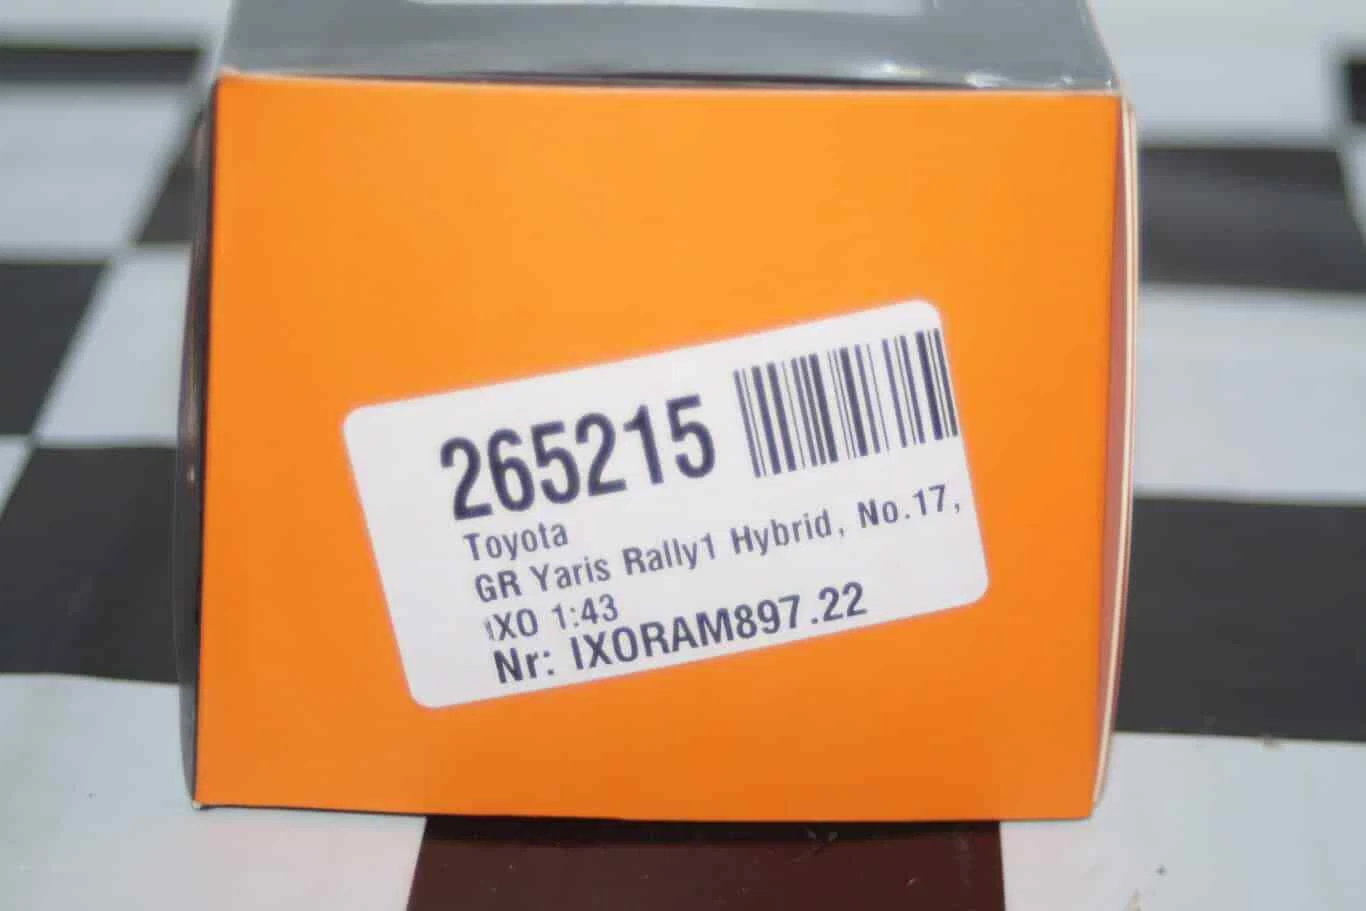 265215
Toyota
GR Yaris Rally1 Hybrid, No.17,
IXO 1:43
Nr: IXORAM897.22